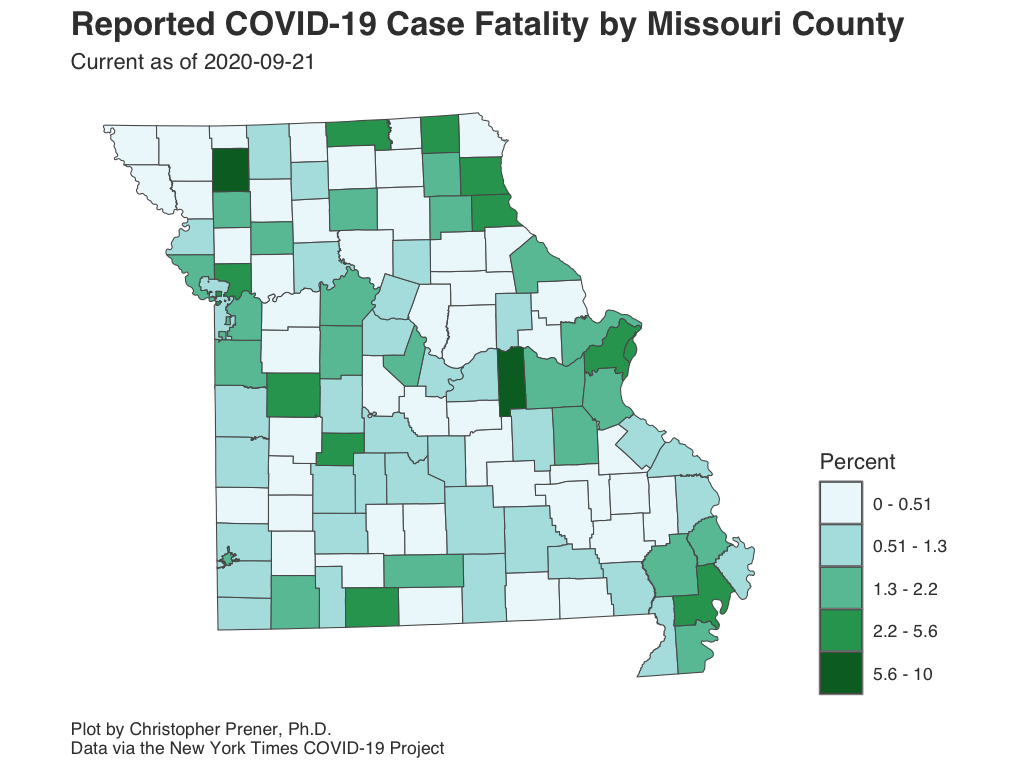 Reported COVID-19 Case Fatality by Missouri County
Current as of 2020-09-21
Percent
0 - 0.51
0.51 - 1.3
1.3 - 2.2
2.2 - 5.6
5.6 - 10
Plot by Christopher Prener, Ph.D.
Data via the New York Times COVID-19 Project